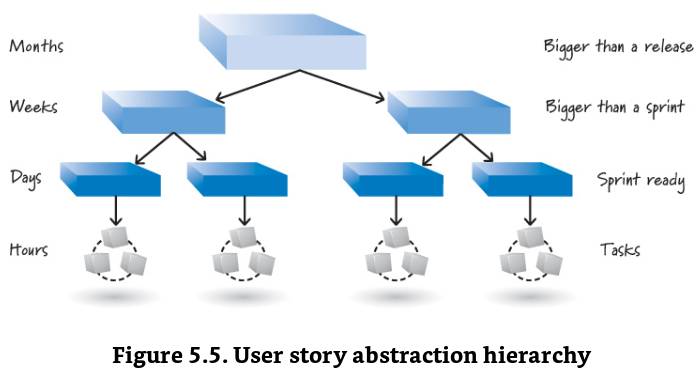 Months Bigger than a release
Weeks Bigger than a sprint
Days Sprint ready
Hours Tasks
Figure 5.5. User story abstraction hierarchy